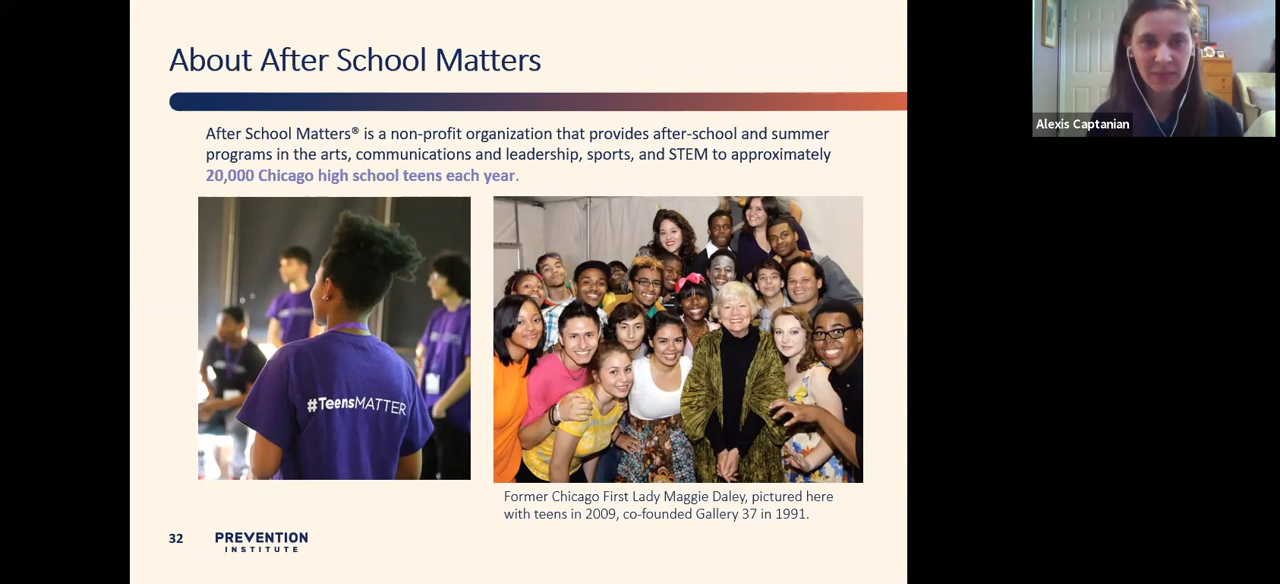 About After School Matters
After School Matters® is a non-profit organization that provides after-school and summer
programs in the arts, communications and leadership, sports, and STEM to approximately
20,000 Chicago high school teens each year.
#TeensMATTER
Former Chicago First Lady Maggie Daley, pictured here
with teens in 2009, co-founded Gallery 37 in 1991.
32
PREVENTION
INSTITUTE
Alexis Captanian